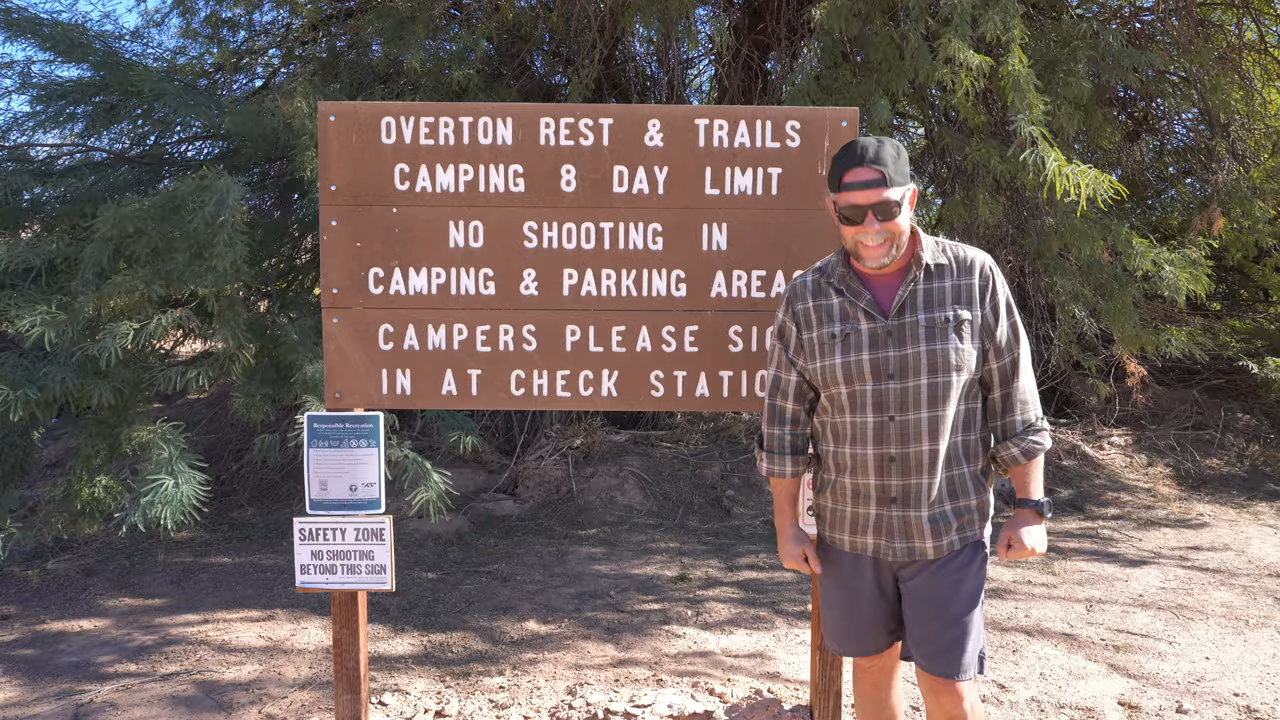 OVERTON REST & TRAILS
CAMPING 8 DAY LIMIT
NO SHOOTING IN
CAMPING & PARKING AREAS
CAMPERS PLEASE SIG
IN AT CHECK STATIO
Responsible Recreation
SAFETY ZONE
NO SHOOTING
BEYOND THIS SIGN